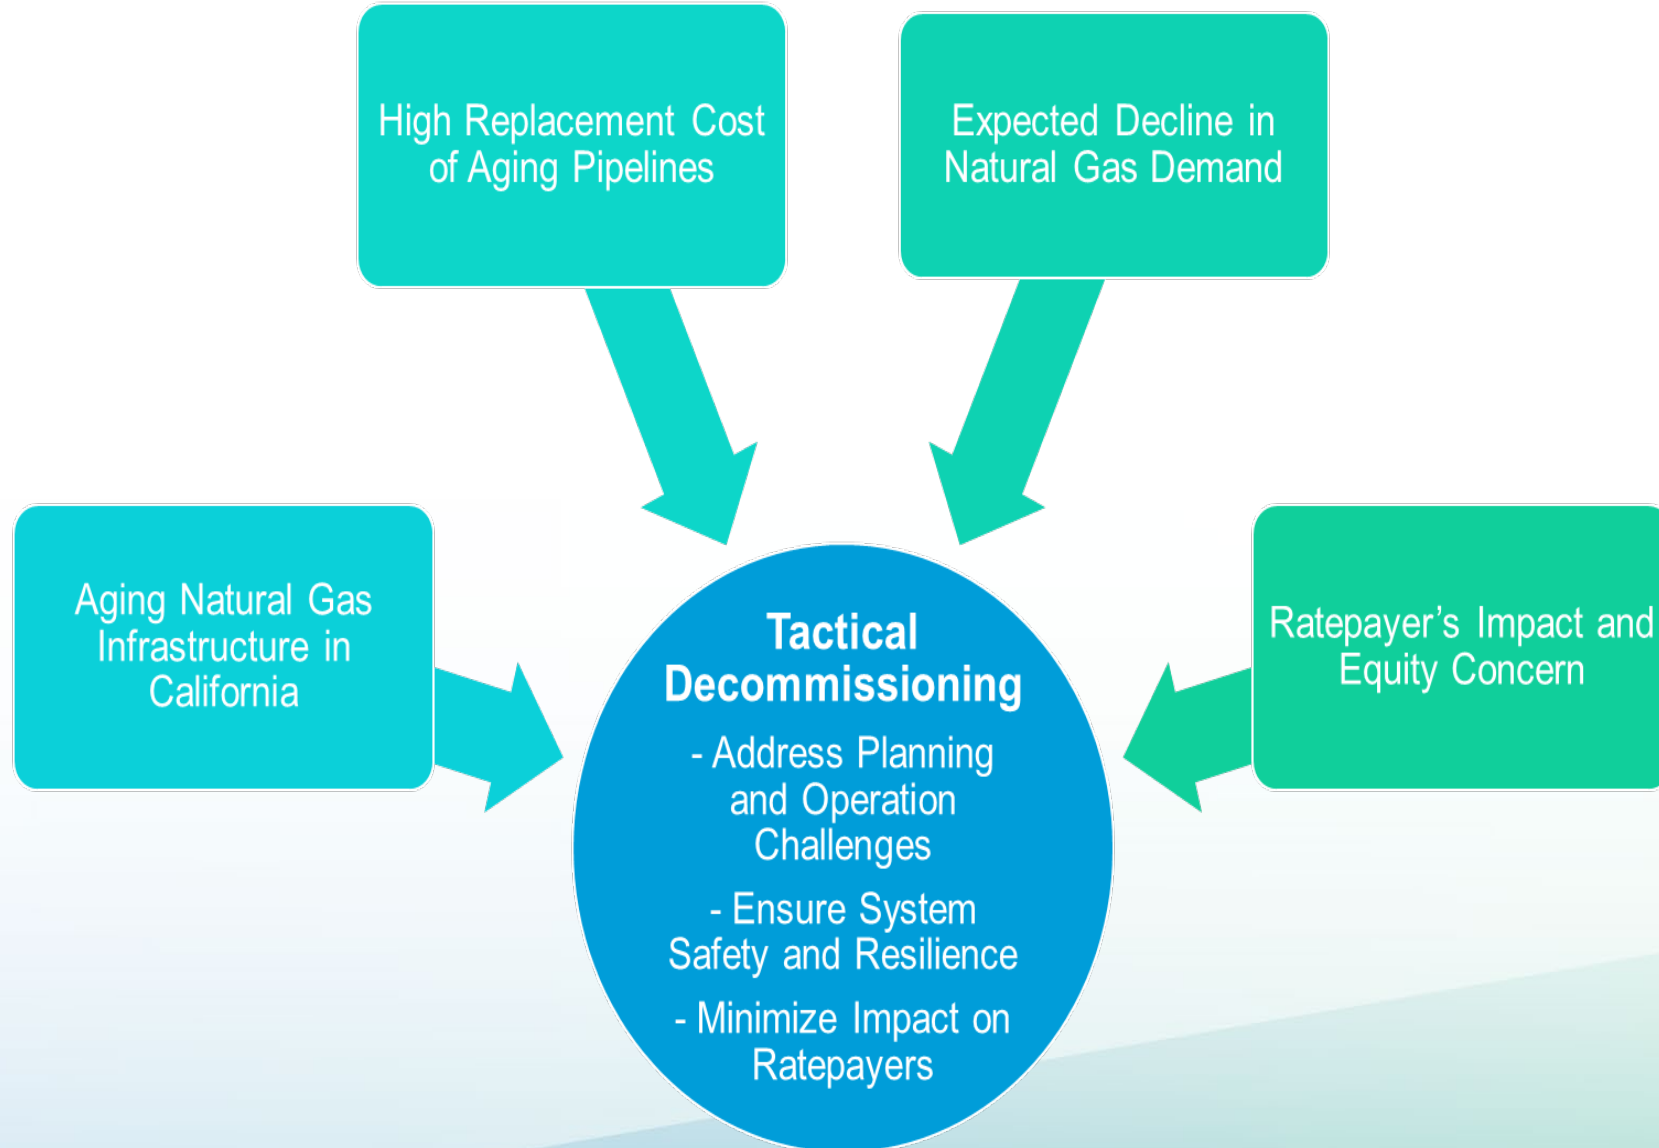 High Replacement Cost
of Aging Pipelines
Expected Decline in
Natural Gas Demand
Aging Natural Gas
Infrastructure in
California
Ratepayer’s Impact and
Equity Concern
Tactical
Decommissioning
- Address Planning
and Operation
Challenges
- Ensure System
Safety and Resilience
- Minimize Impact on
Ratepayers